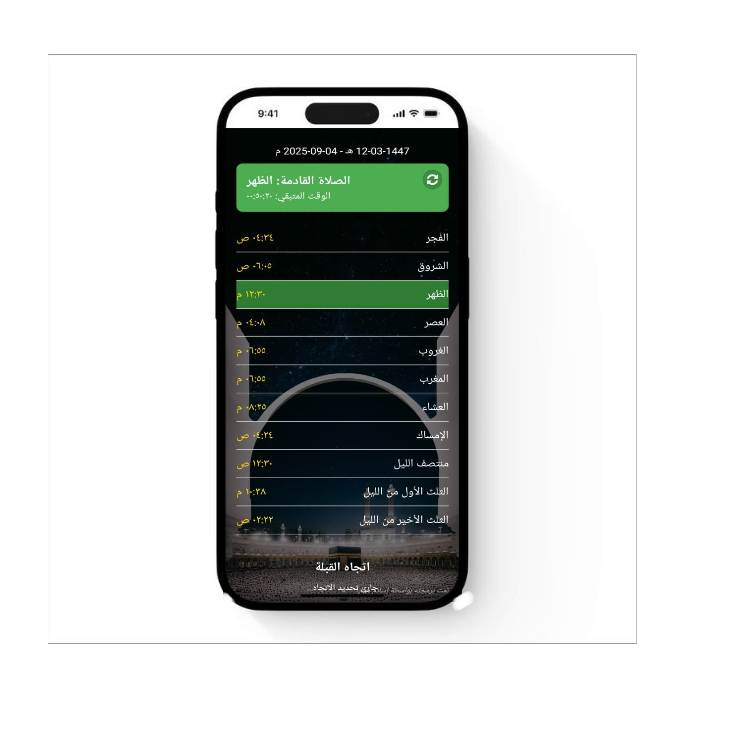 9:41
12-03-1447 هـ - 04-09-2025 م
الصلاة القادمة: الظهر
الوقت المتبقي: ٠٠:٥٠:٢٠
الفجر ٠٤:٣٤ ص
الشروق ٠٦:٠٥ ص
الظهر ١٢:٣٠ م
العصر ٠٤:٠٨ م
الغروب ٠٦:٥٥ م
المغرب ٠٦:٥٥ م
العشاء ٠٨:٢٥ م
الإمساك ٠٤:٢٤ ص
منتصف الليل ١٢:٣٠ ص
الثلث الأول من الليل ١٠:٣٨ م
الثلث الأخير من الليل ٠٢:٢٢ ص
اتجاه القبلة
جاري تحديد الاتجاه